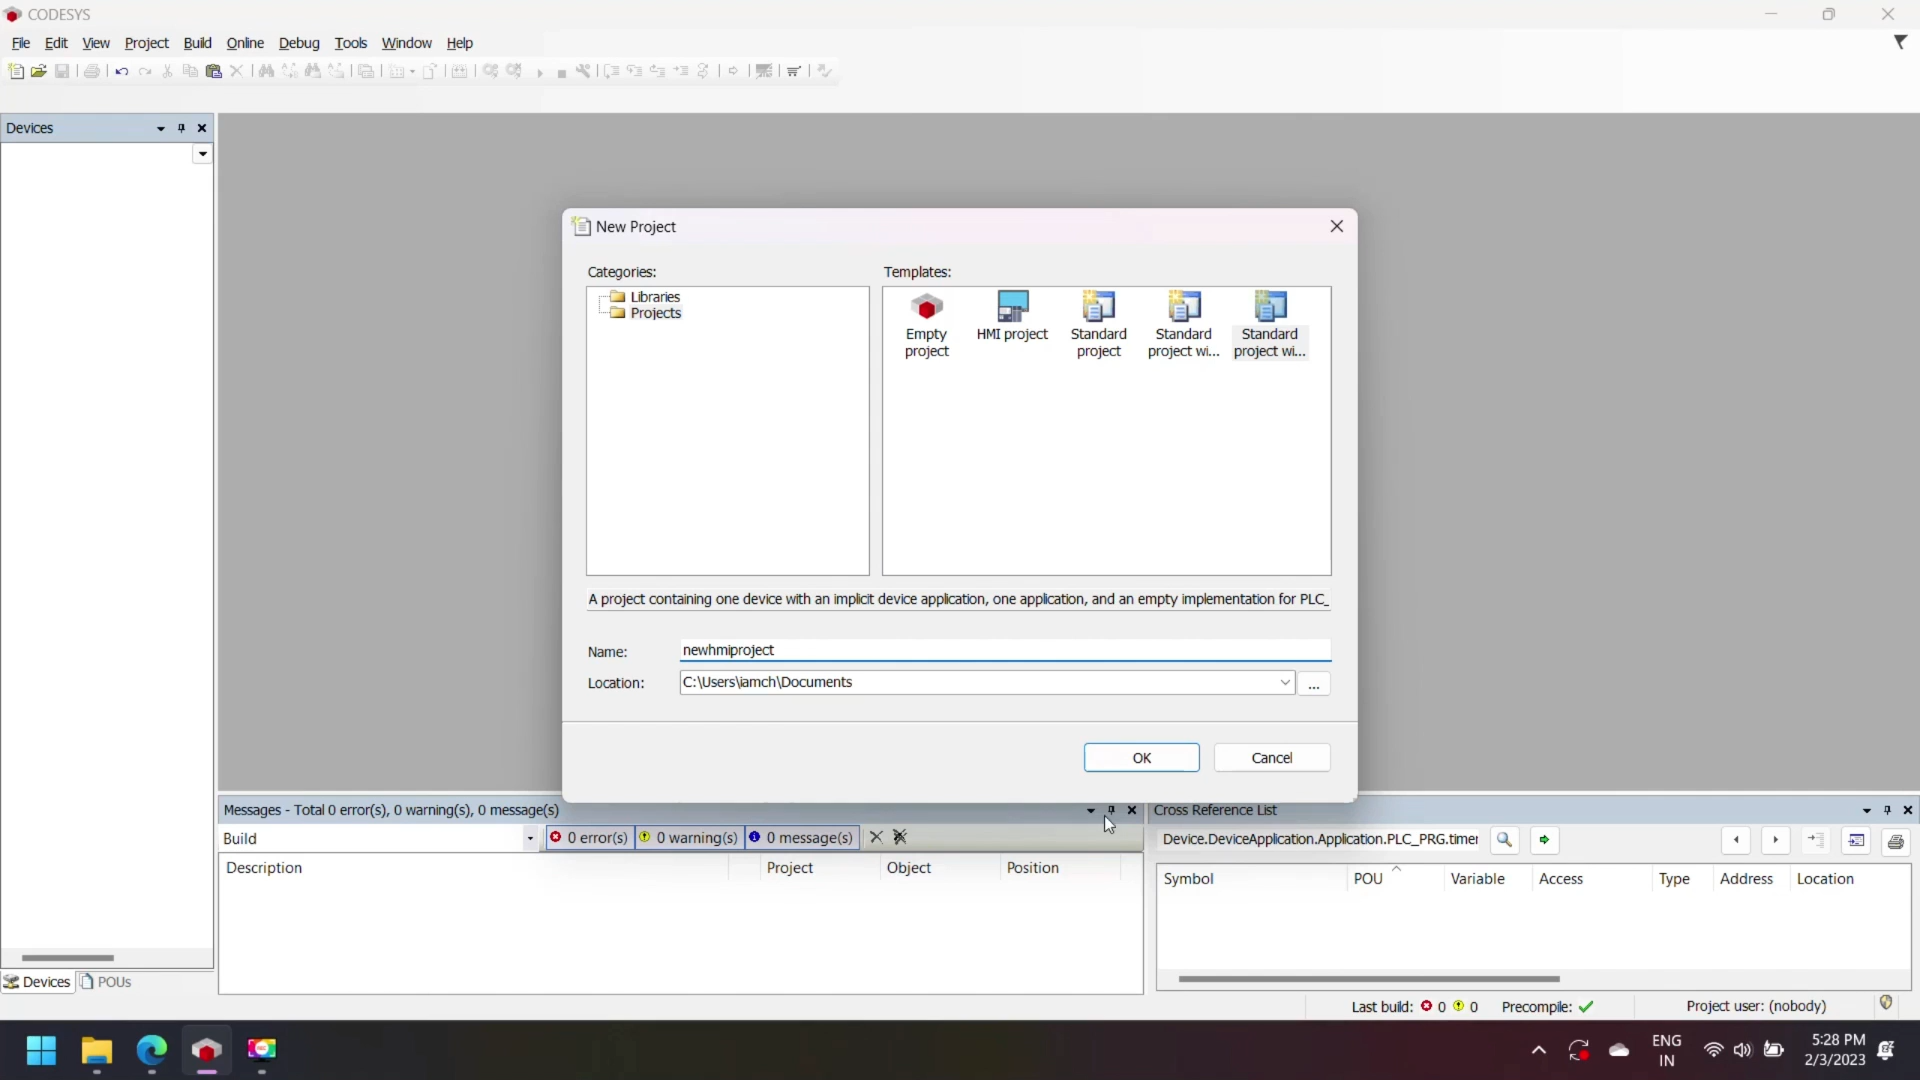 CODESYS
File Edit View Project Build Online Debug Tools Window Help
Devices
New Project
Categories:
Templates:
Libraries
Projects
Empty project
HMI project
Standard project
Standard project wi...
Standard project wi...
A project containing one device with an implicit device application, one application, and an empty implementation for PLC_
Name: newhmiproject
Location: C:\Users\iamch\Documents
...
OK Cancel
Messages - Total 0 error(s), 0 warning(s), 0 message(s)
Build 0 error(s) 0 warning(s) 0 message(s)
Description Project Object Position
Cross Reference List
Device.DeviceApplication.Application.PLC_PRG.timer
Symbol POU Variable Access Type Address Location
Devices POUs
Last build: 0 0 Precompile: Project user: (nobody)
ENG
IN
5:28 PM
2/3/2023